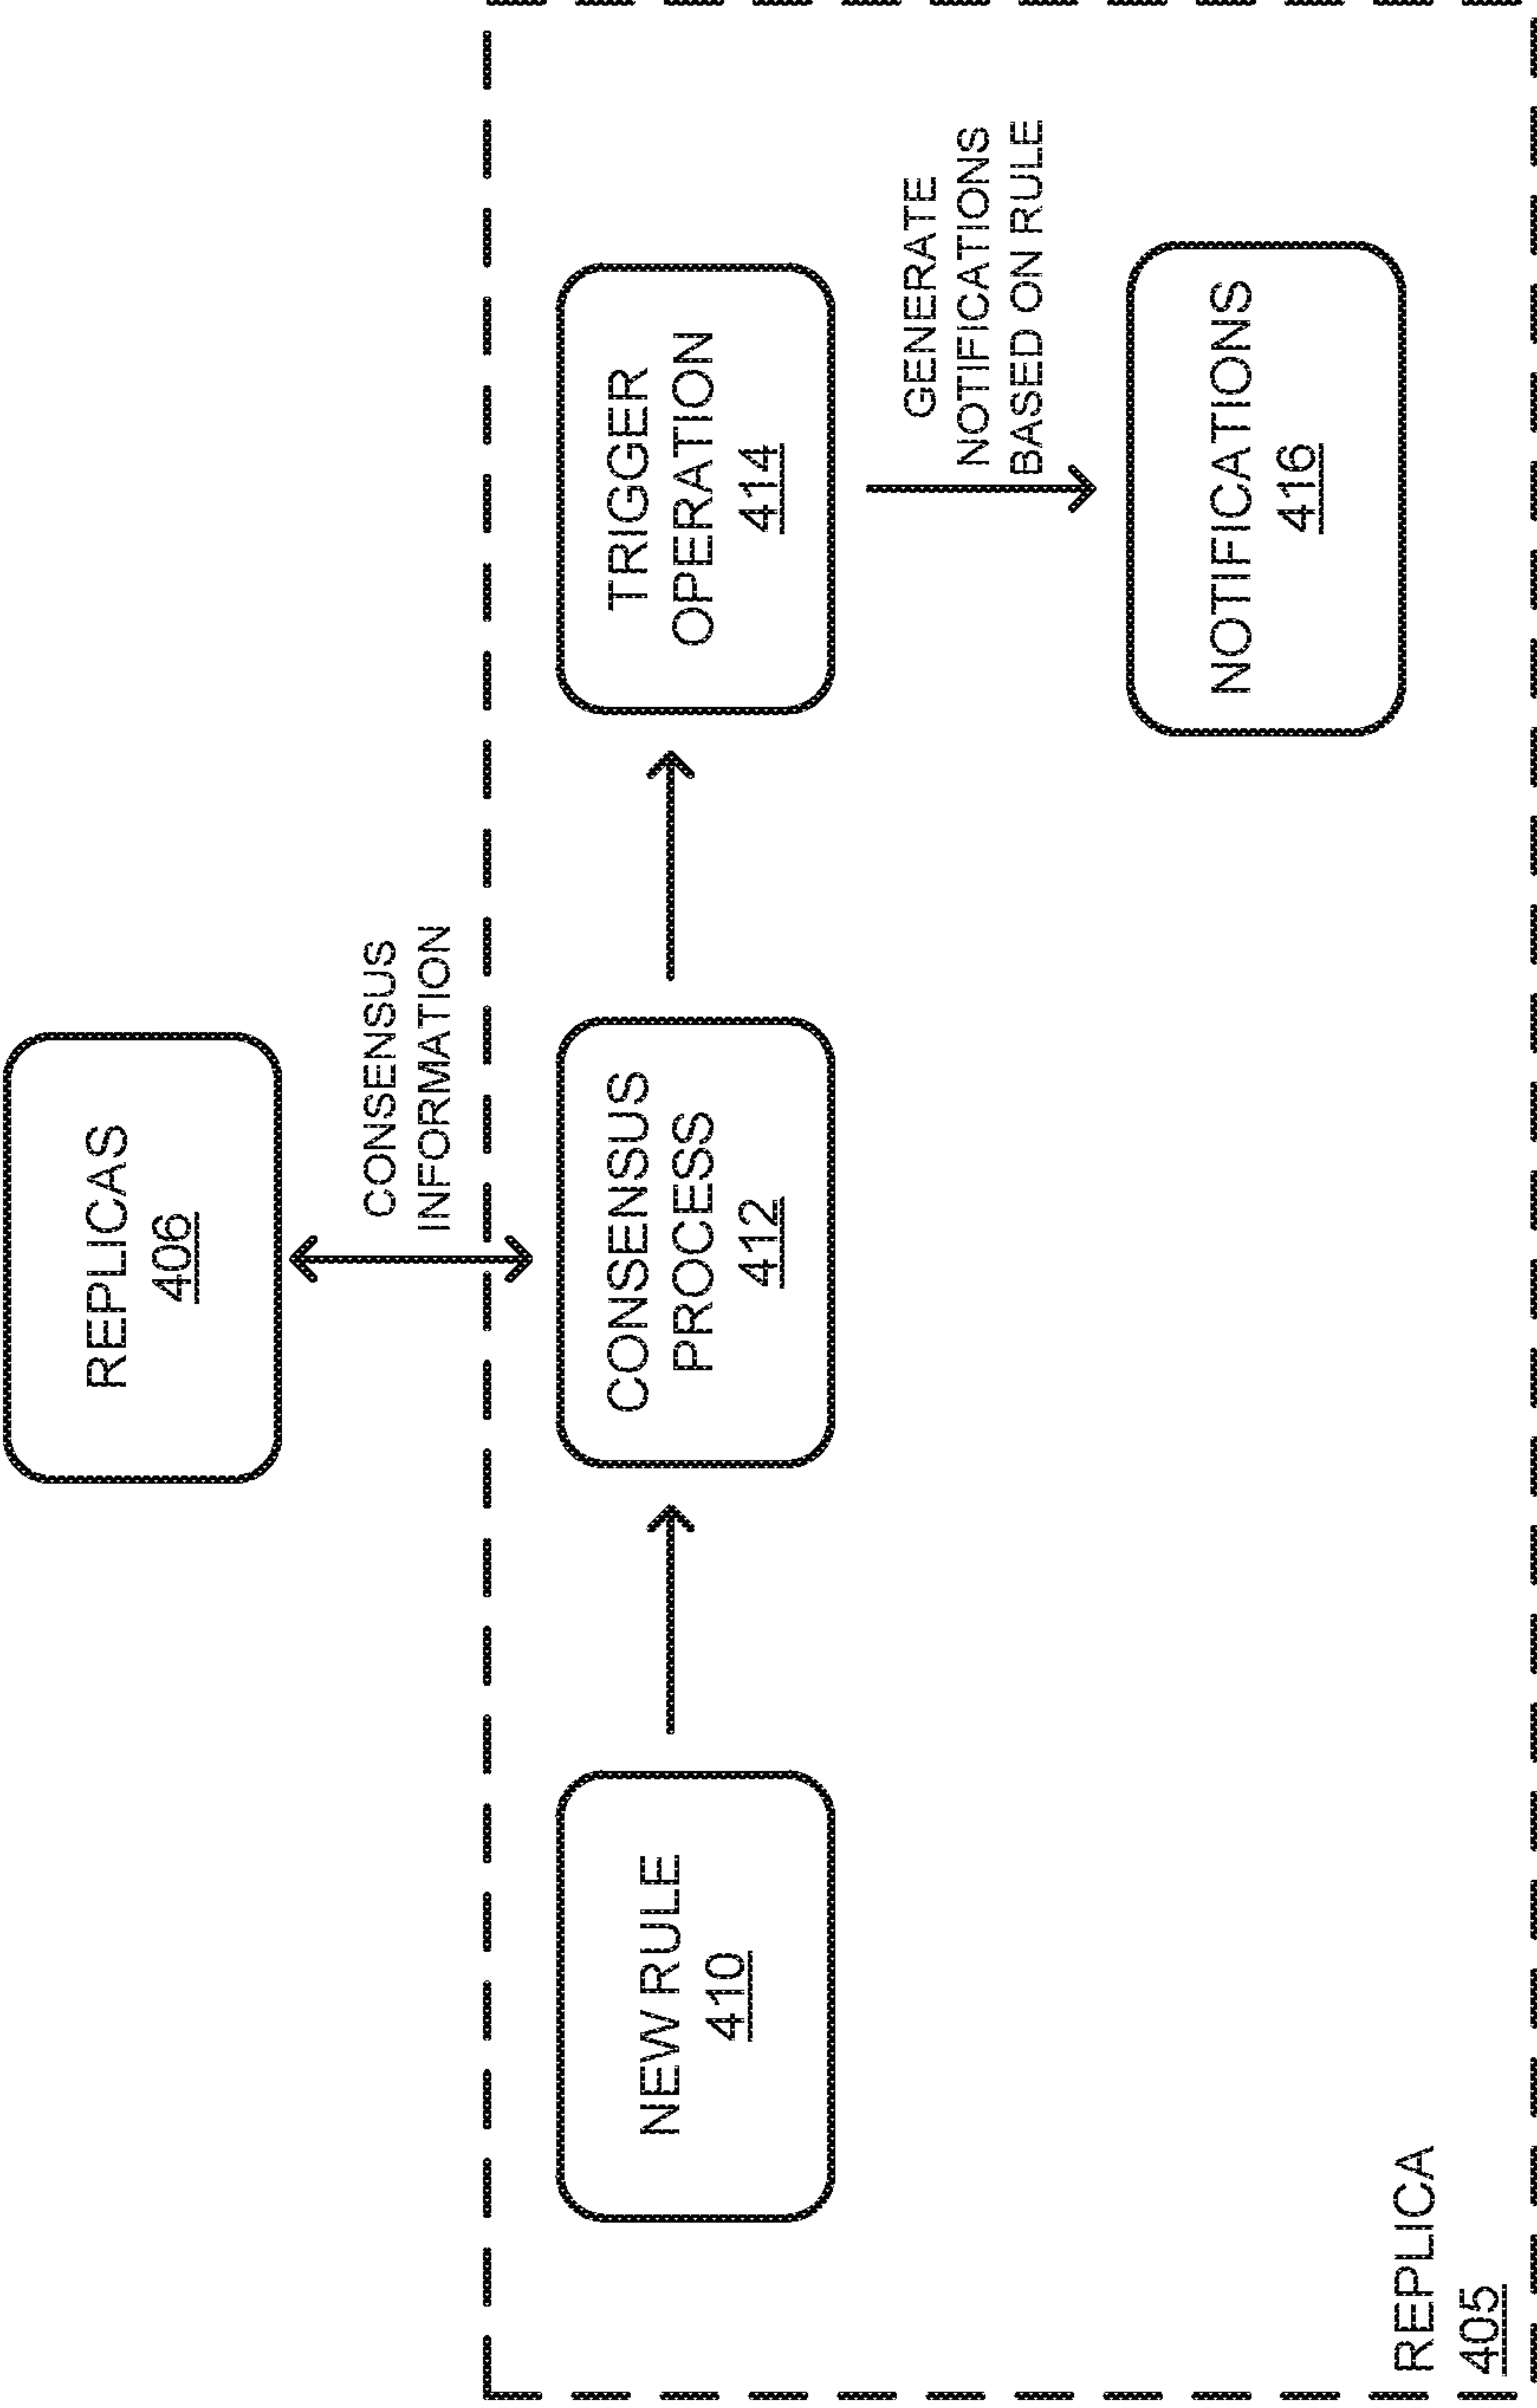 REPLICAS
406
CONSENSUS
INFORMATION
NEW RULE
410
CONSENSUS
PROCESS
412
TRIGGER
OPERATION
414
GENERATE
NOTIFICATIONS
BASED ON RULE
NOTIFICATIONS
416
REPLICA
405